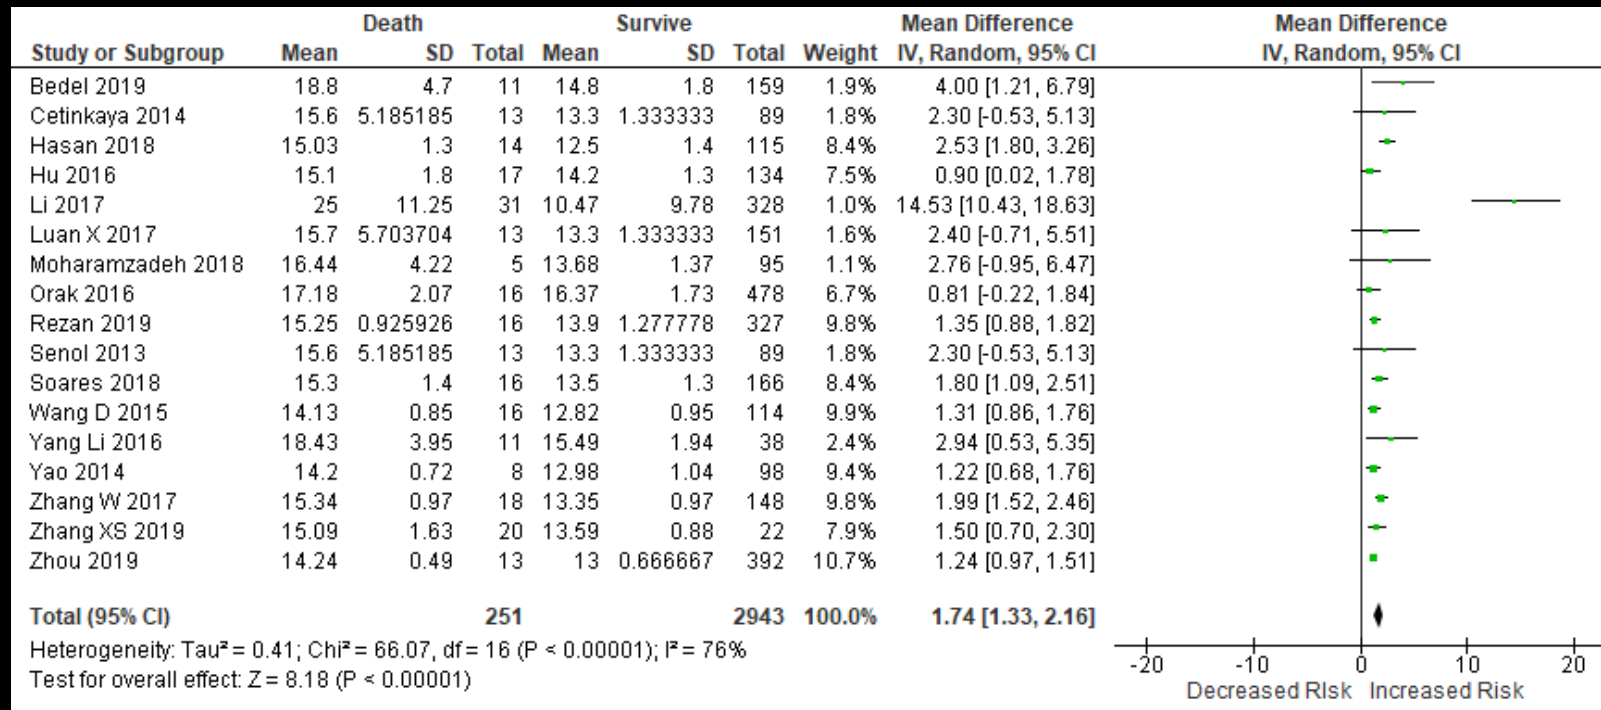 Death Survive Mean Difference Mean Difference
Study or Subgroup Mean SD Total Mean SD Total Weight IV, Random, 95% CI IV, Random, 95% CI
Bedel 2019 18.8 4.7 11 14.8 1.8 159 1.9% 4.00 [1.21, 6.79]
Cetinkaya 2014 15.6 5.185185 13 13.3 1.333333 89 1.8% 2.30 [-0.53, 5.13]
Hasan 2018 15.03 1.3 14 12.5 1.4 115 8.4% 2.53 [1.80, 3.26]
Hu 2016 15.1 1.8 17 14.2 1.3 134 7.5% 0.90 [0.02, 1.78]
Li 2017 25 11.25 31 10.47 9.78 328 1.0% 14.53 [10.43, 18.63]
Luan X 2017 15.7 5.703704 13 13.3 1.333333 151 1.6% 2.40 [-0.71, 5.51]
Moharamzadeh 2018 16.44 4.22 5 13.68 1.37 95 1.1% 2.76 [-0.95, 6.47]
Orak 2016 17.18 2.07 16 16.37 1.73 478 6.7% 0.81 [-0.22, 1.84]
Rezan 2019 15.25 0.925926 16 13.9 1.277778 327 9.8% 1.35 [0.88, 1.82]
Senol 2013 15.6 5.185185 13 13.3 1.333333 89 1.8% 2.30 [-0.53, 5.13]
Soares 2018 15.3 1.4 16 13.5 1.3 166 8.4% 1.80 [1.09, 2.51]
Wang D 2015 14.13 0.85 16 12.82 0.95 114 9.9% 1.31 [0.86, 1.76]
Yang Li 2016 18.43 3.95 11 15.49 1.94 38 2.4% 2.94 [0.53, 5.35]
Yao 2014 14.2 0.72 8 12.98 1.04 98 9.4% 1.22 [0.68, 1.76]
Zhang W 2017 15.34 0.97 18 13.35 0.97 148 9.8% 1.99 [1.52, 2.46]
Zhang XS 2019 15.09 1.63 20 13.59 0.88 22 7.9% 1.50 [0.70, 2.30]
Zhou 2019 14.24 0.49 13 13 0.666667 392 10.7% 1.24 [0.97, 1.51]
Total (95% CI) 251 2943 100.0% 1.74 [1.33, 2.16]
Heterogeneity: Tau² = 0.41; Chi² = 66.07, df = 16 (P < 0.00001); I² = 76%
Test for overall effect: Z = 8.18 (P < 0.00001)
-20 -10 0 10 20
Decreased RIsk Increased Risk